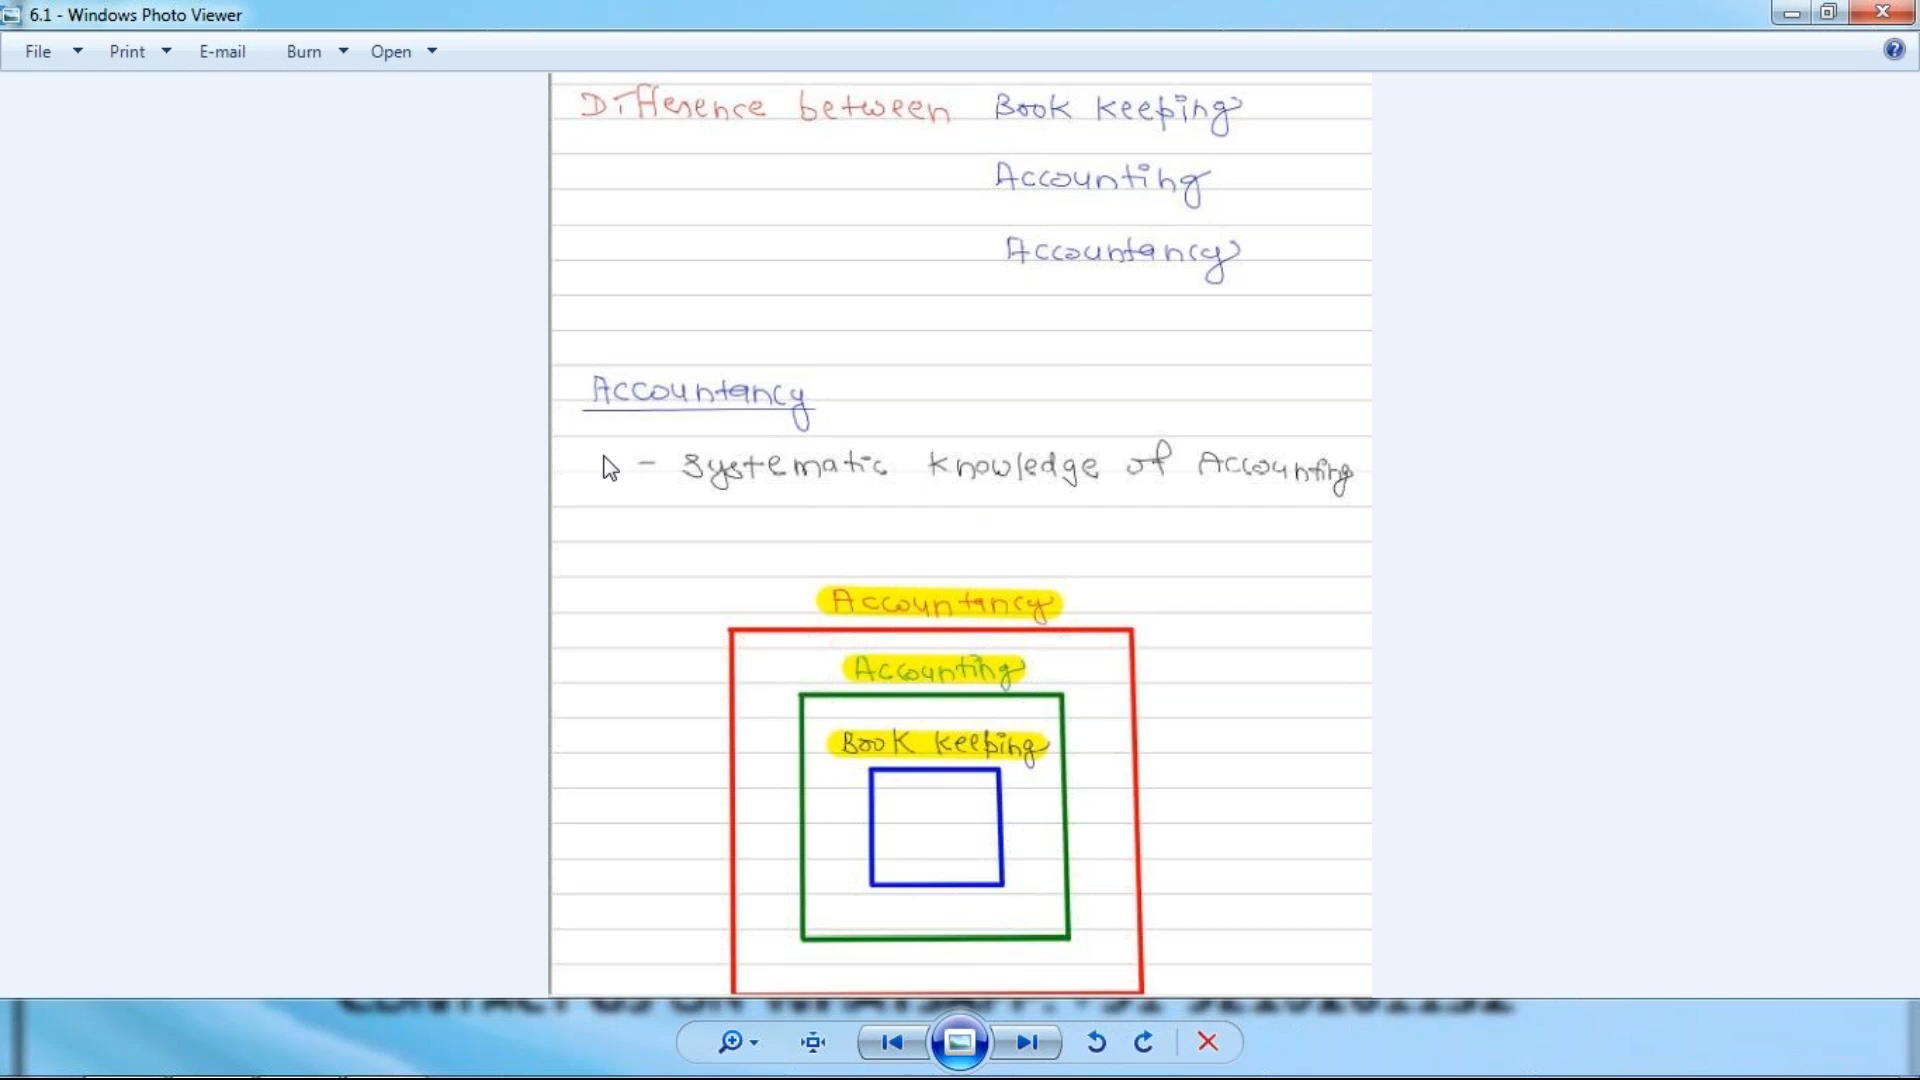 6.1 - Windows Photo Viewer
File Print E-mail Burn Open
Difference between Book Keeping
Accounting
Accountancy
Accountancy
- Systematic Knowledge of Accounting
Accountancy
Accounting
Book Keeping